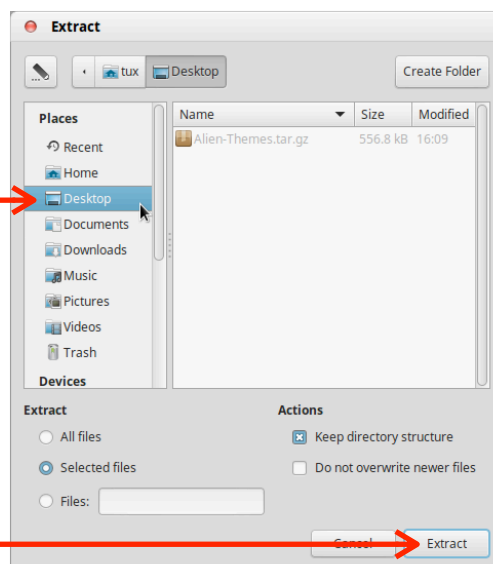 Extract
tux Desktop Create Folder
Places Name Size Modified
Recent Alien-Themes.tar.gz 556.8 kB 16:09
Home
Desktop
Documents
Downloads
Music
Pictures
Videos
Trash
Devices
Extract Actions
All files Keep directory structure
Selected files Do not overwrite newer files
Files:
Cancel Extract